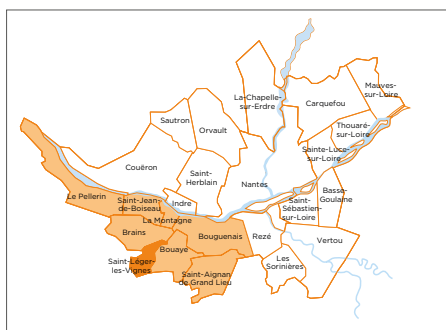 Mauves-
sur-Loire
La-Chapelle-
sur-Erdre
Carquefou
Sautron
Orvault
Thouaré-
sur-Loire
Sainte-Luce-
sur-Loire
Couëron
Saint-
Herblain
Nantes
Basse-
Goulaine
Le Pellerin
Saint-Jean-
de-Boiseau
Indre
Saint-
Sébastien
-sur-Loire
La Montagne
Brains
Bouguenais
Rezé
Vertou
Bouaye
Saint-Léger-
les-Vignes
Les
Sorinières
Saint-Aignan
de Grand Lieu